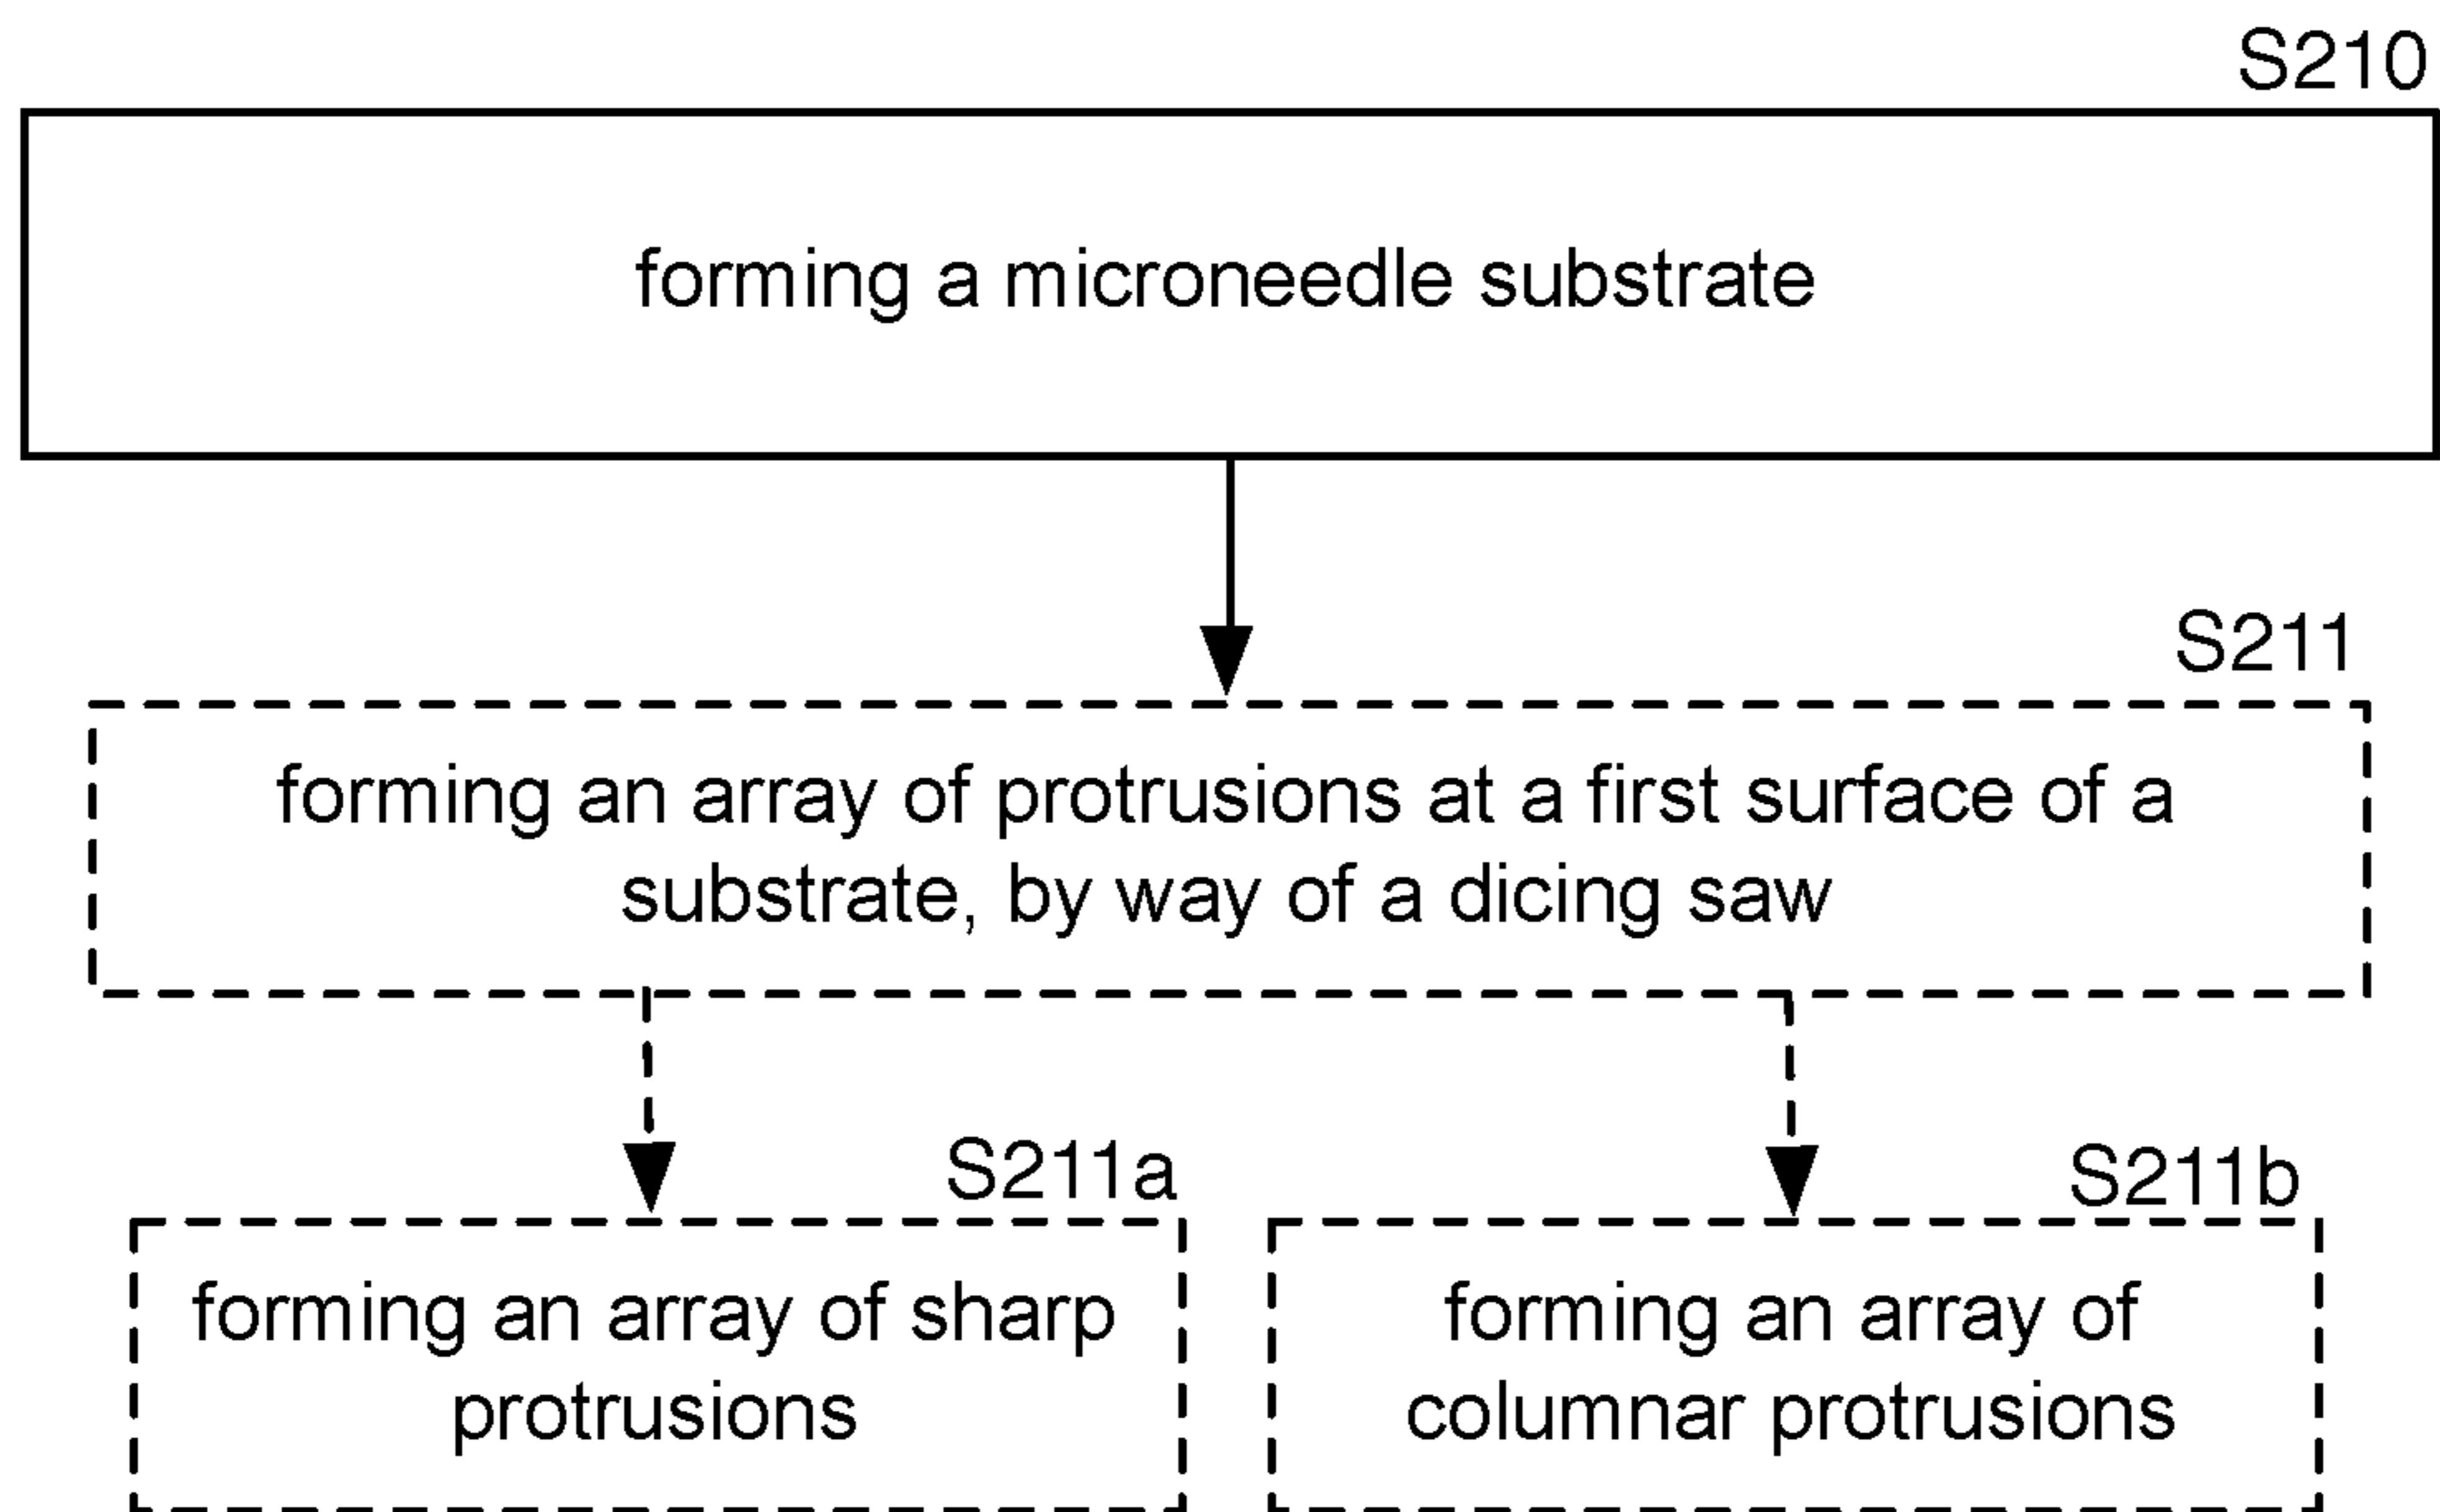 S210
forming a microneedle substrate
S211
forming an array of protrusions at a first surface of a
substrate, by way of a dicing saw
S211a
forming an array of sharp
protrusions
S211b
forming an array of
columnar protrusions